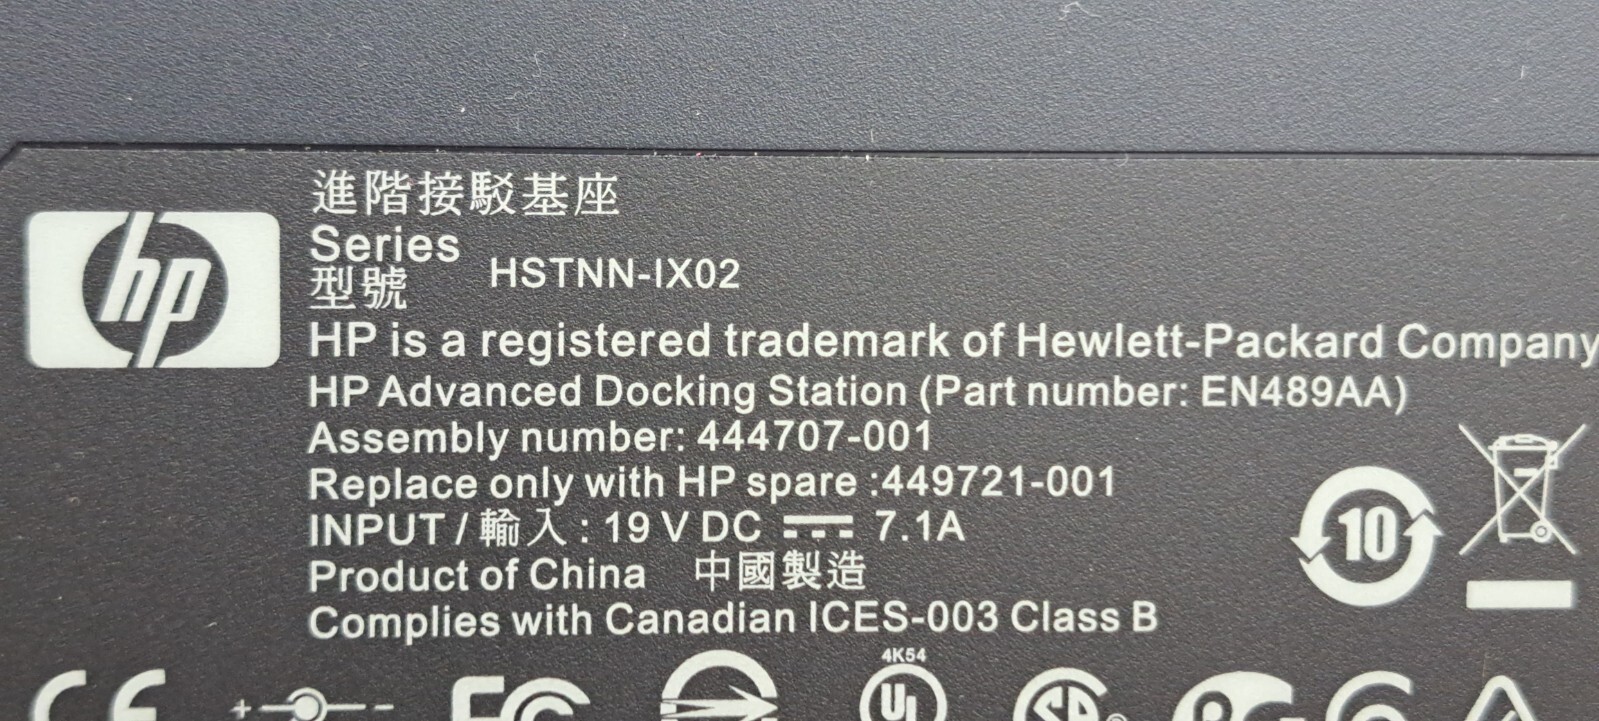 進階接駁基座
Series
型號 HSTNN-IX02
hp
HP is a registered trademark of Hewlett-Packard Company
HP Advanced Docking Station (Part number: EN489AA)
Assembly number: 444707-001
Replace only with HP spare :449721-001
INPUT / 輸入 : 19 V DC ⎓ 7.1A
Product of China 中國製造
Complies with Canadian ICES-003 Class B
10
4K54
CE
+ -
FC
UL